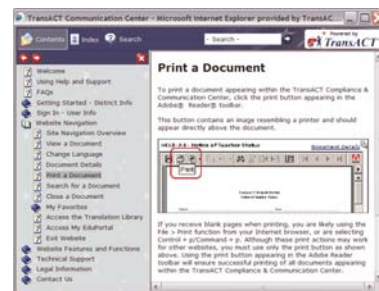 TransACT Communication Center - Microsoft Internet Explorer provided by TransAC...
Contents Index Search
- Search -
Powered by
TransACT
Welcome
Using Help and Support
FAQs
Getting Started - District Info
Sign In - User Info
Website Navigation
Site Navigation Overview
View a Document
Change Language
Document Details
Print a Document
Search for a Document
Close a Document
My Favorites
Access the Translation Library
Access My EduPortal
Exit Website
Website Features and Functions
Technical Support
Legal Information
Contact Us
Print a Document
To print a document appearing within the TransACT Compliance &
Communication Center, click the print button appearing in the
Adobe® Reader® toolbar.
This button contains an image resembling a printer and should
appear directly above the document.
Notice of Teacher Status
Document Details
Print
If you receive blank pages when printing, you are likely using the
File > Print function from your Internet browser, or are selecting
Control + p/Command + p. Although these print actions may work
for other websites, you must use only the print button as shown
above. Using the print button appearing in the Adobe Reader
toolbar will ensure successful printing of all documents appearing
within the TransACT Compliance & Communication Center.